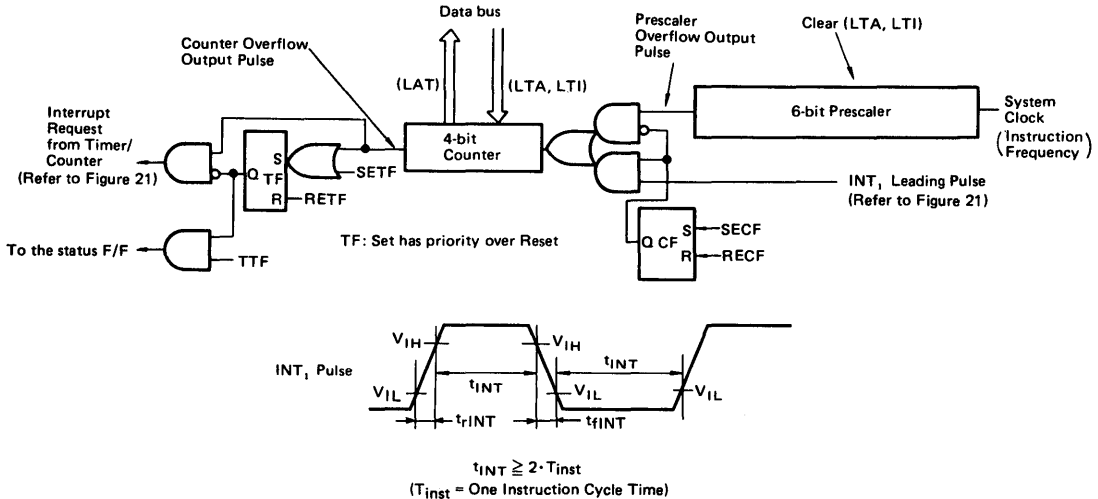 Data bus
Counter Overflow
Output Pulse
(LAT)
(LTA, LTI)
Prescaler
Overflow Output
Pulse
Clear (LTA, LTI)
6-bit Prescaler
System
Clock
(Instruction
Frequency)
Interrupt
Request
from Timer/
Counter
(Refer to Figure 21)
4-bit
Counter
S
Q TF
R
SETF
RETF
INT₁ Leading Pulse
(Refer to Figure 21)
To the status F/F
TTF
TF: Set has priority over Reset
Q CF
S
R
SECF
RECF
INT₁ Pulse
VIH
VIH
VIL
VIL
VIL
tINT
tINT
trINT
tfINT
tINT ≧ 2·Tinst
(Tinst = One Instruction Cycle Time)